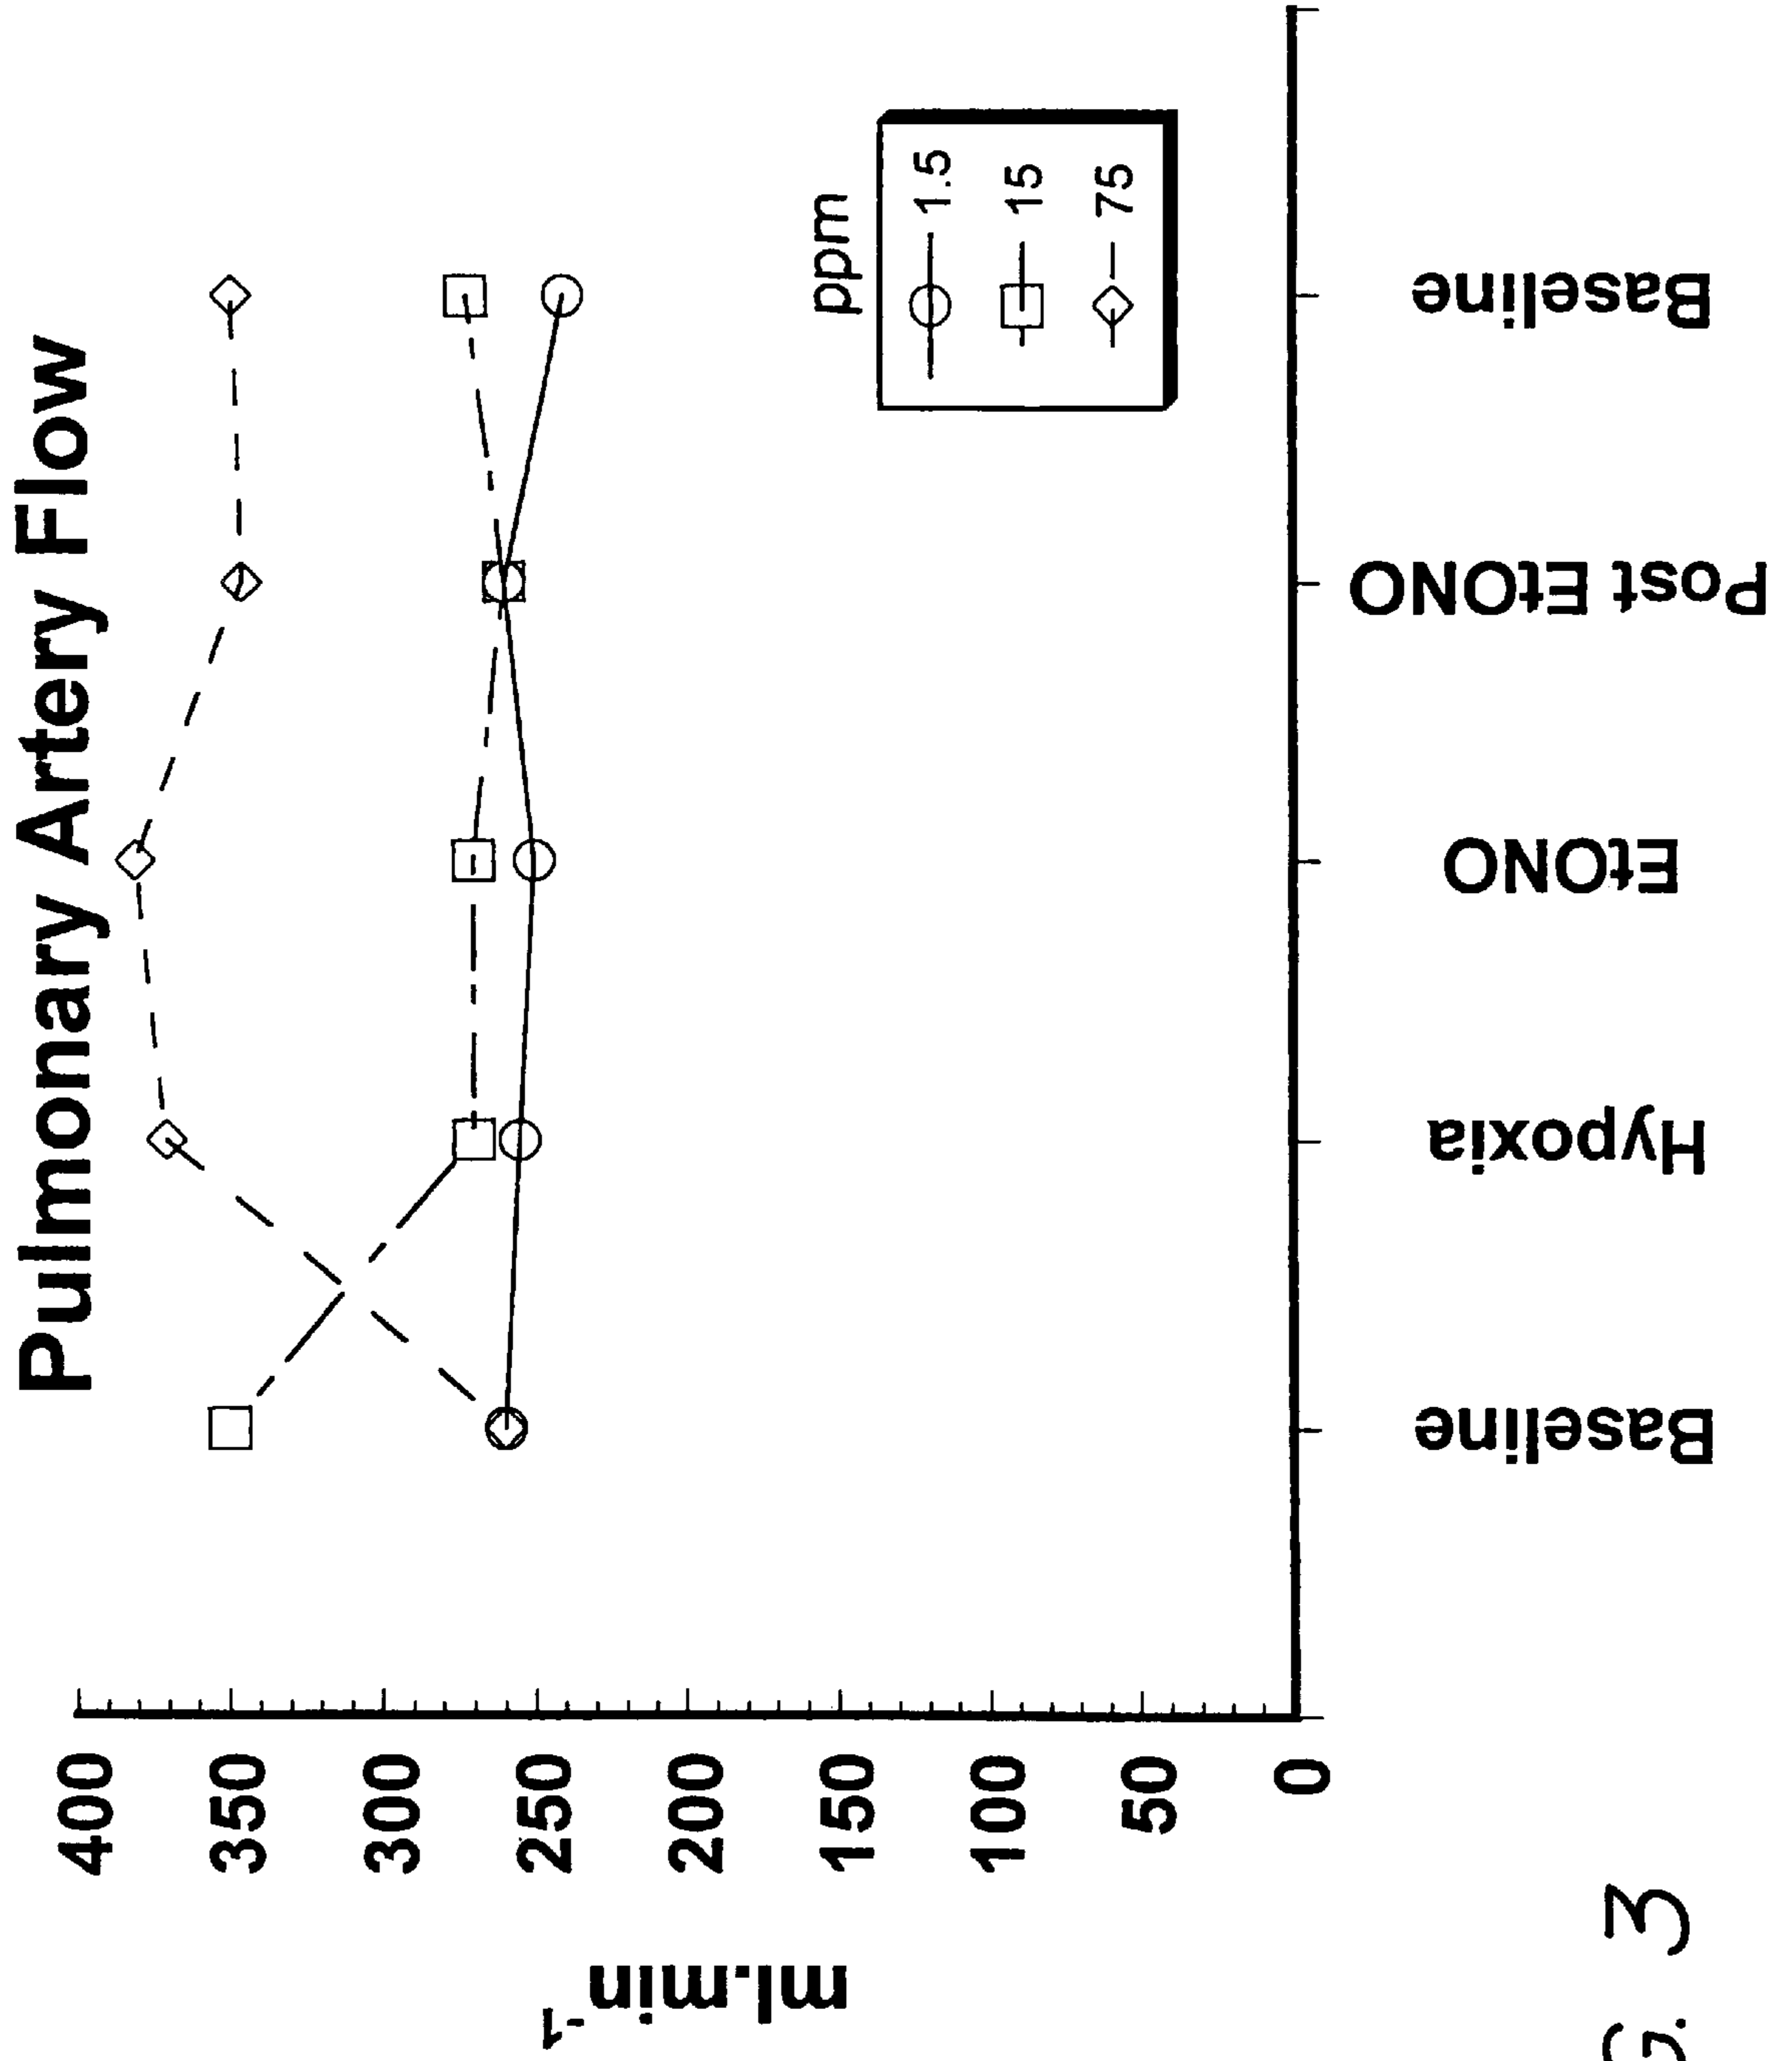 Pulmonary Artery Flow
400
350
300
250
200
150
100
50
0
ml.min-1
ppm
1.5
15
75
Baseline
Hypoxia
EtONO
Post EtONO
Baseline
G. 3